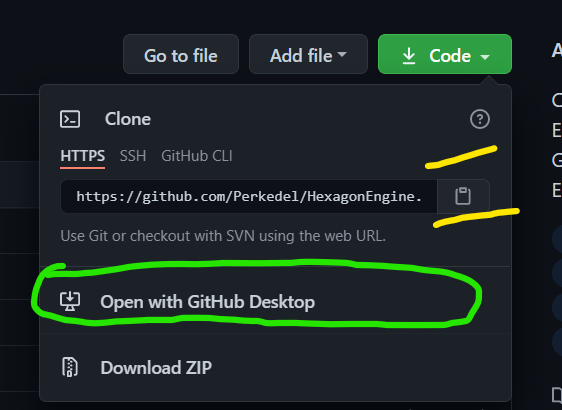 Go to file Add file Code
Clone
HTTPS SSH GitHub CLI
https://github.com/Perkedel/HexagonEngine.
Use Git or checkout with SVN using the web URL.
Open with GitHub Desktop
Download ZIP